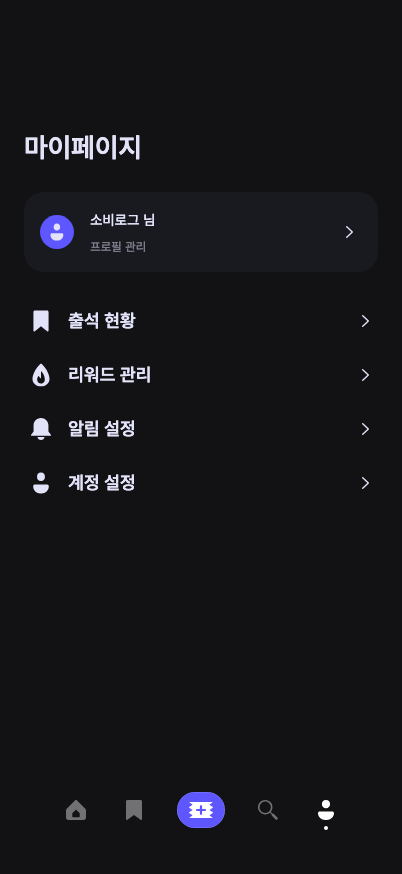 마이페이지
소비로그 님
프로필 관리
출석 현황
리워드 관리
알림 설정
계정 설정